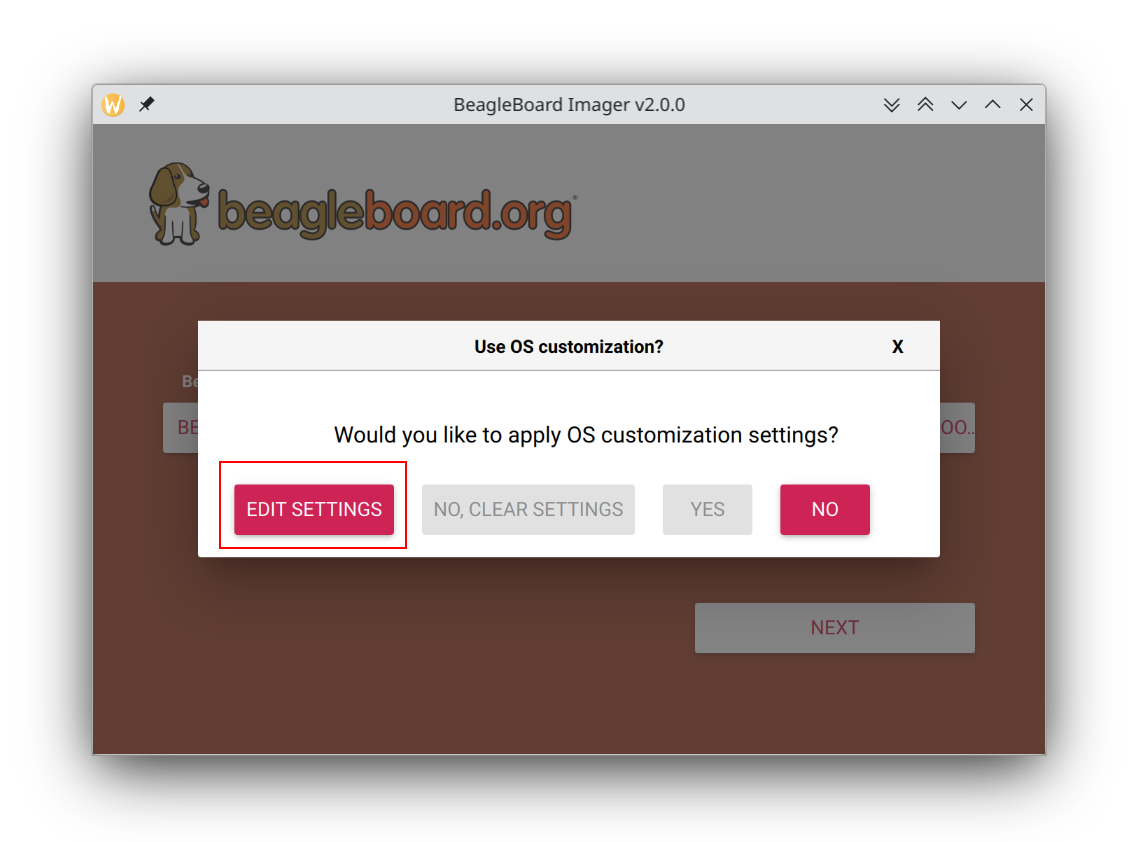 BeagleBoard Imager v2.0.0
beagleboard.org
Use OS customization?
X
Be
BE
OO..
Would you like to apply OS customization settings?
EDIT SETTINGS
NO, CLEAR SETTINGS
YES
NO
NEXT